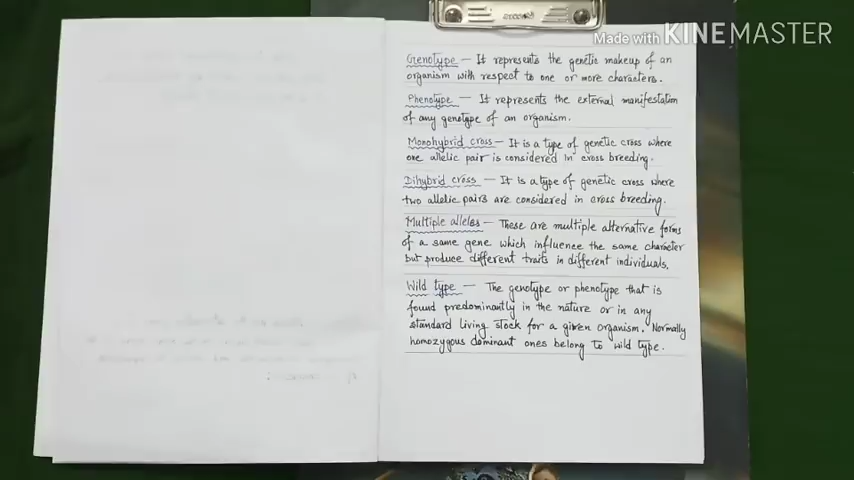 Made with KINEMASTER
Genotype – It represents the genetic makeup of an
organism with respect to one or more characters.
Phenotype – It represents the external manifestation
of any genotype of an organism.
Monohybrid cross – It is a type of genetic cross where
one allelic pair is considered in cross breeding.
Dihybrid cross – It is a type of genetic cross where
two allelic pairs are considered in cross breeding.
Multiple alleles – These are multiple alternative forms
of a same gene which influence the same character
but produce different traits in different individuals.
Wild type – The genotype or phenotype that is
found predominantly in the nature or in any
standard living stock for a given organism. Normally
homozygous dominant ones belong to wild type.